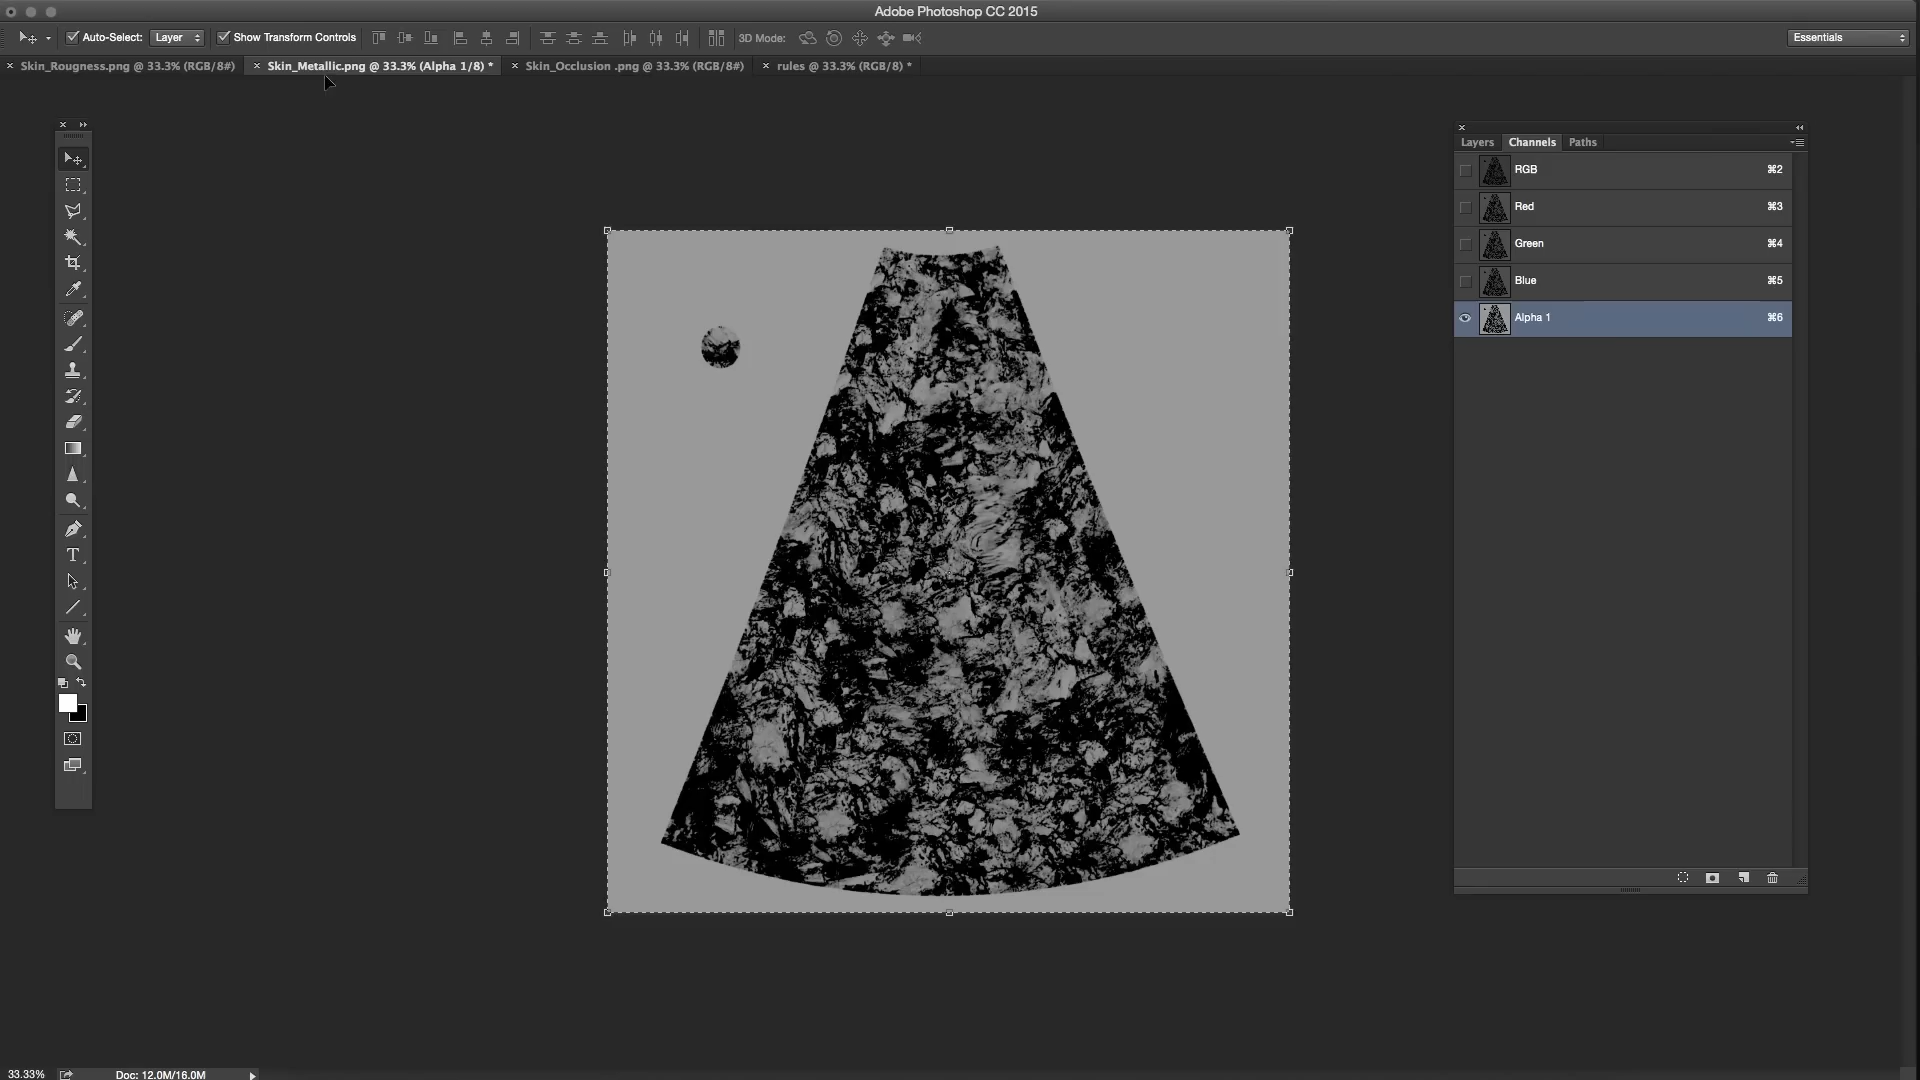 Adobe Photoshop CC 2015
Auto-Select: Layer Show Transform Controls 3D Mode: Essentials
Skin_Rougness.png @ 33.3% (RGB/8#) Skin_Metallic.png @ 33.3% (Alpha 1/8) * Skin_Occlusion .png @ 33.3% (RGB/8#) rules @ 33.3% (RGB/8) *
Layers Channels Paths
RGB ⌘2
Red ⌘3
Green ⌘4
Blue ⌘5
Alpha 1 ⌘6
T
33.33% Doc: 12.0M/16.0M